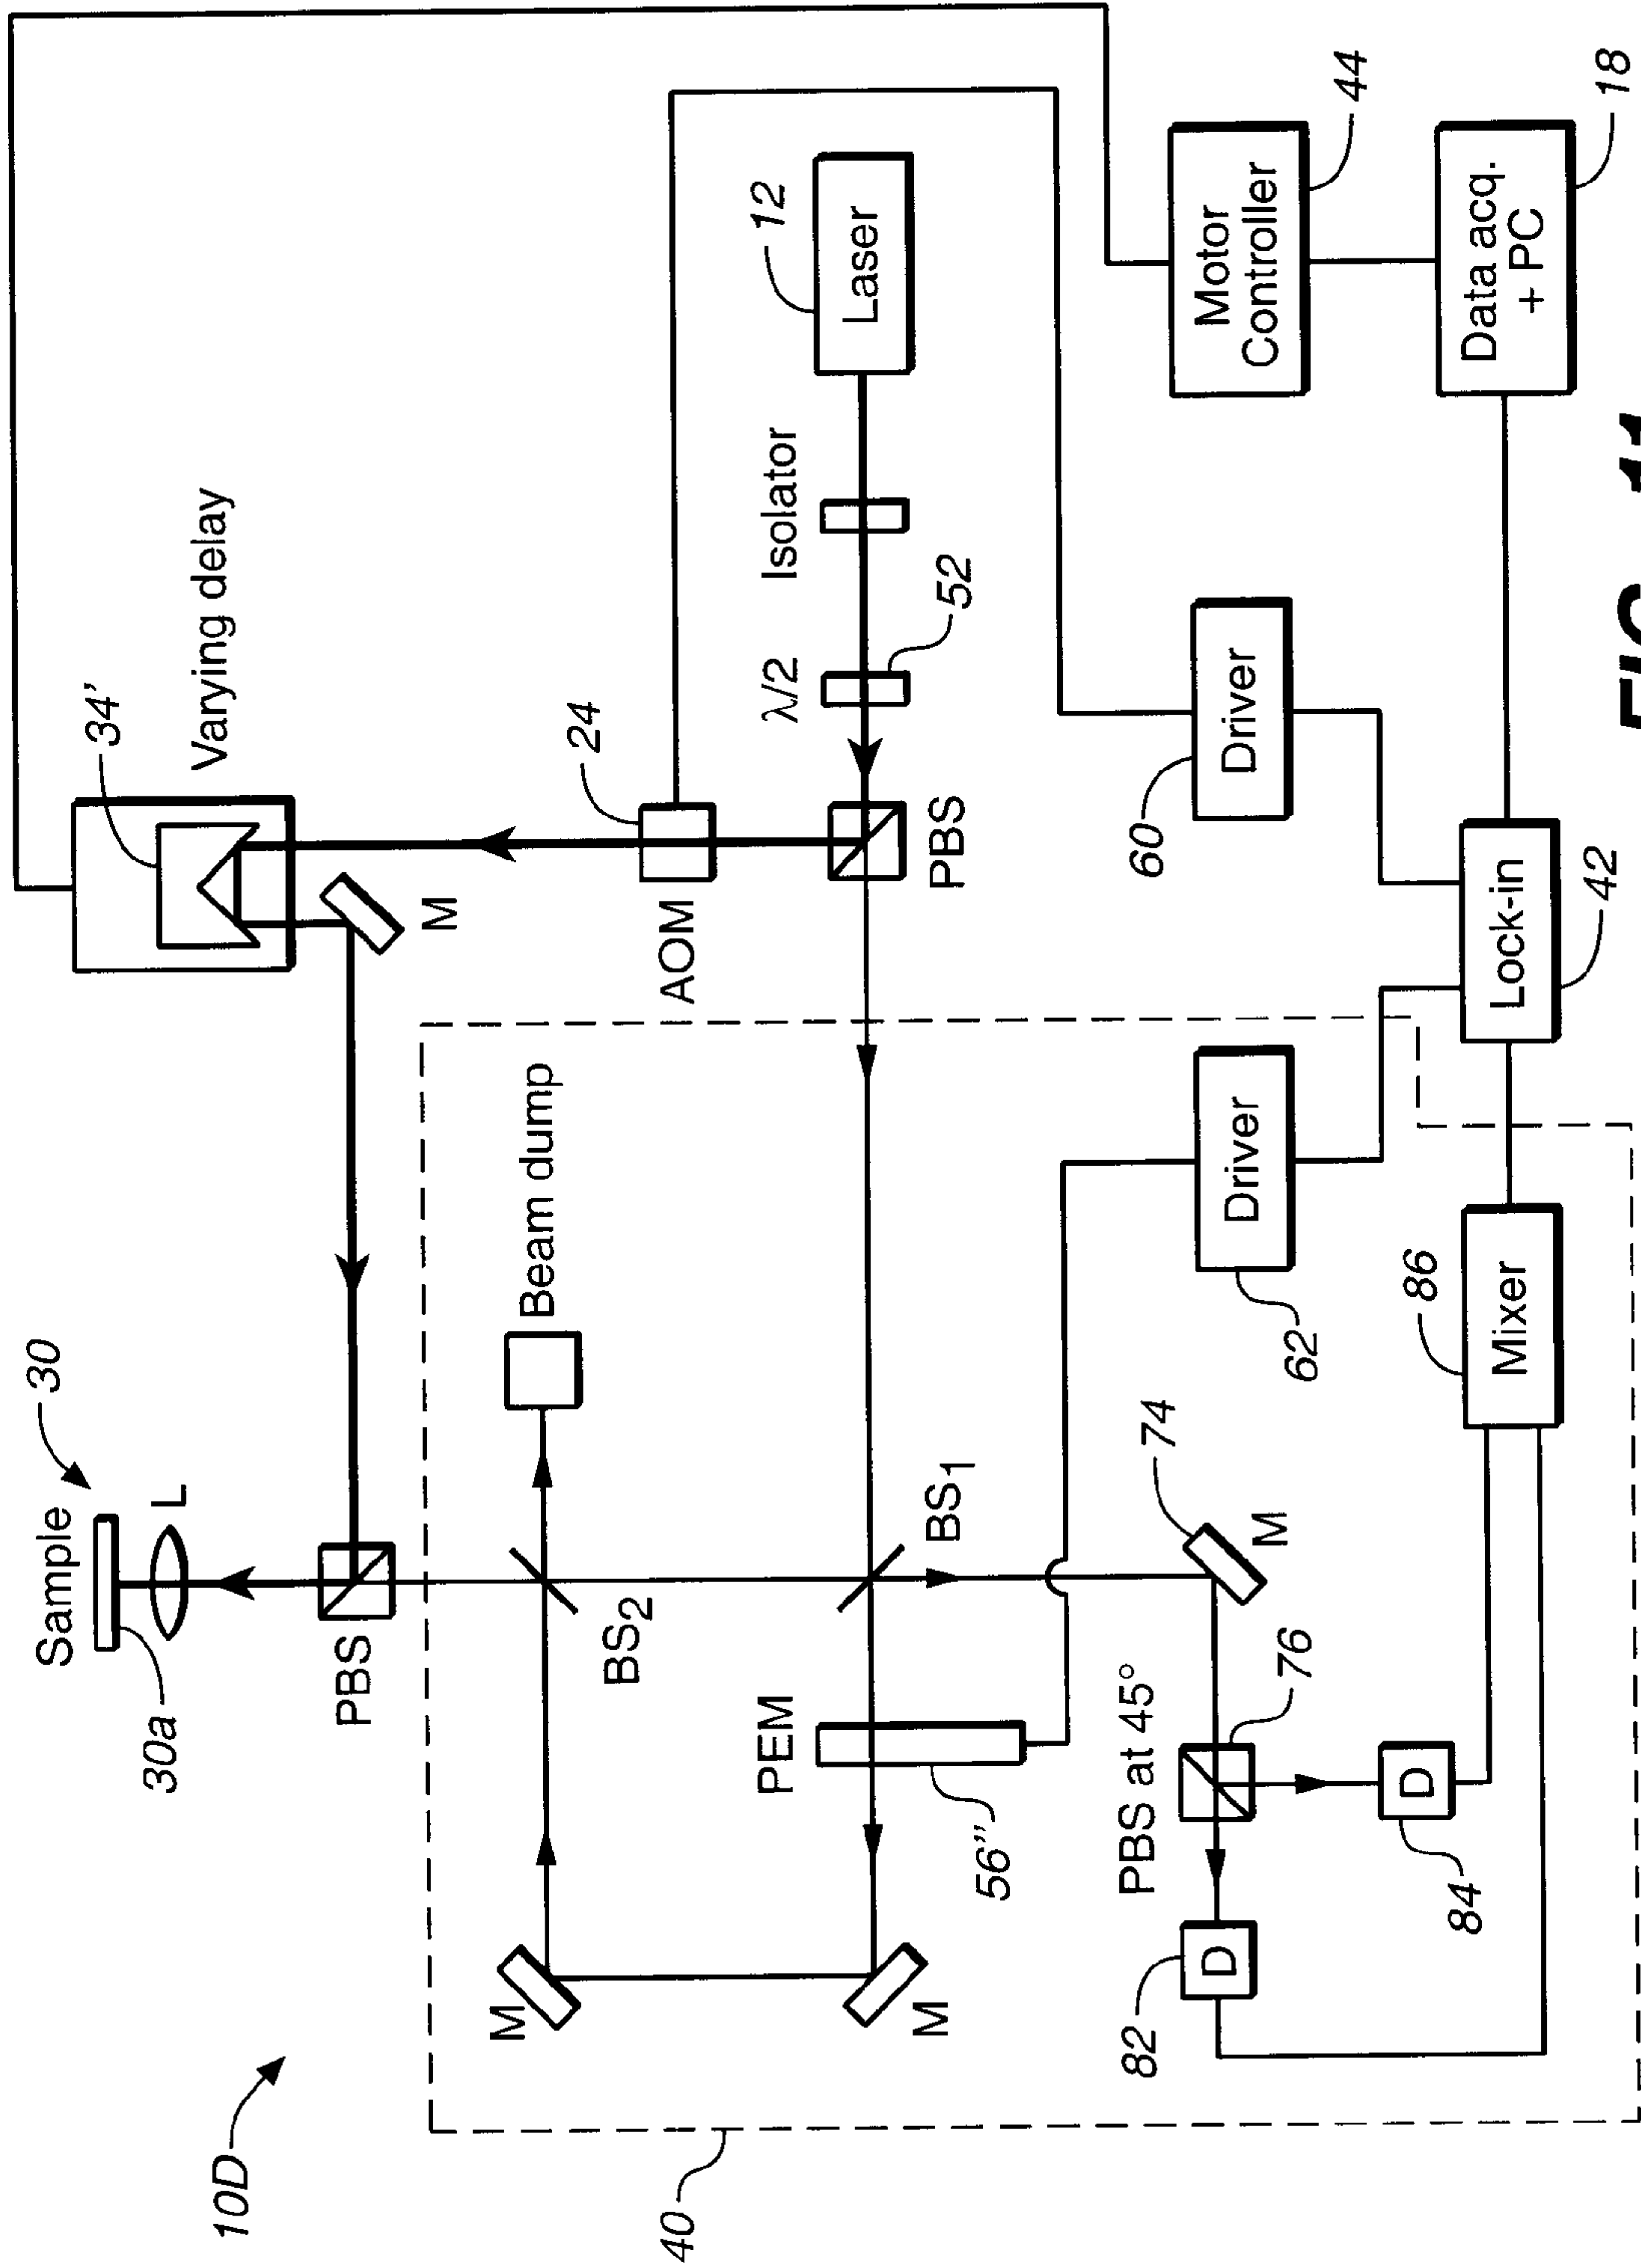 10D
40
Sample
30
30a
L
PBS
Varying delay
34'
M
Beam dump
BS2
M
PEM
56"
M
BS1
AOM
24
PBS
λ/2
52
Isolator
Laser
12
74
M
PBS at 45°
76
D
82
D
84
Driver
62
Driver
60
Mixer
86
Lock-in
42
Motor
Controller
44
Data acq.
+ PC
18